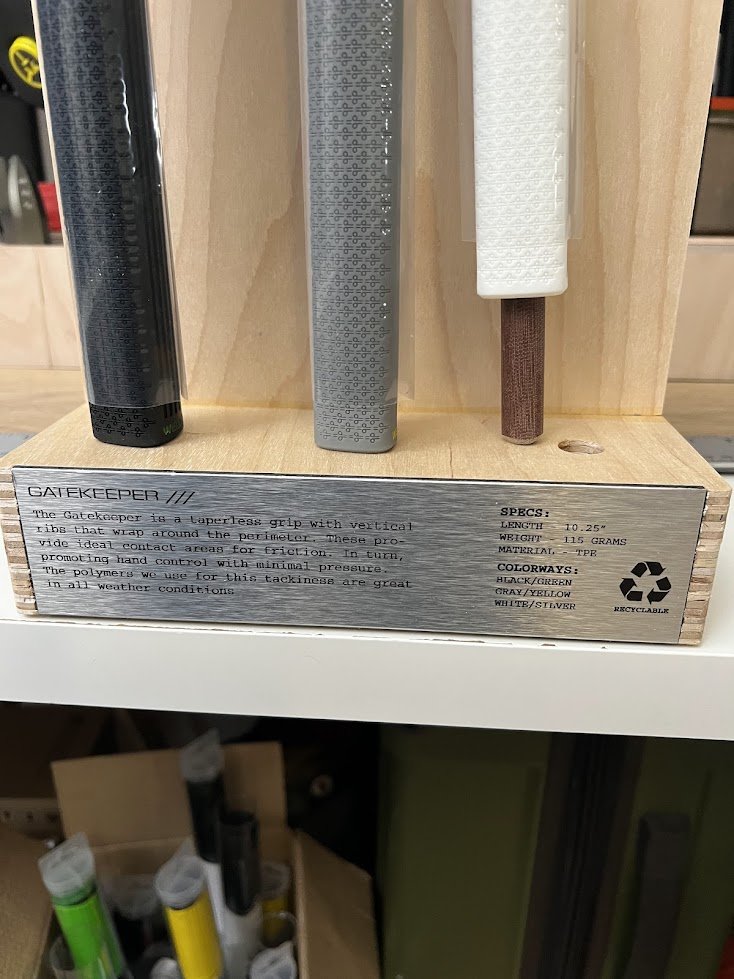 GATEKEEPER ///
The Gatekeeper is a taperless grip with vertical
ribs that wrap around the perimeter. These pro-
vide ideal contact areas for friction. In turn,
promoting hand control with minimal pressure.
The polymers we use for this tackiness are great
in all weather conditions
SPECS:
LENGTH - 10.25"
WEIGHT - 115 GRAMS
MATERIAL - TPE
COLORWAYS:
BLACK/GREEN
GRAY/YELLOW
WHITE/SILVER
RECYCLABLE